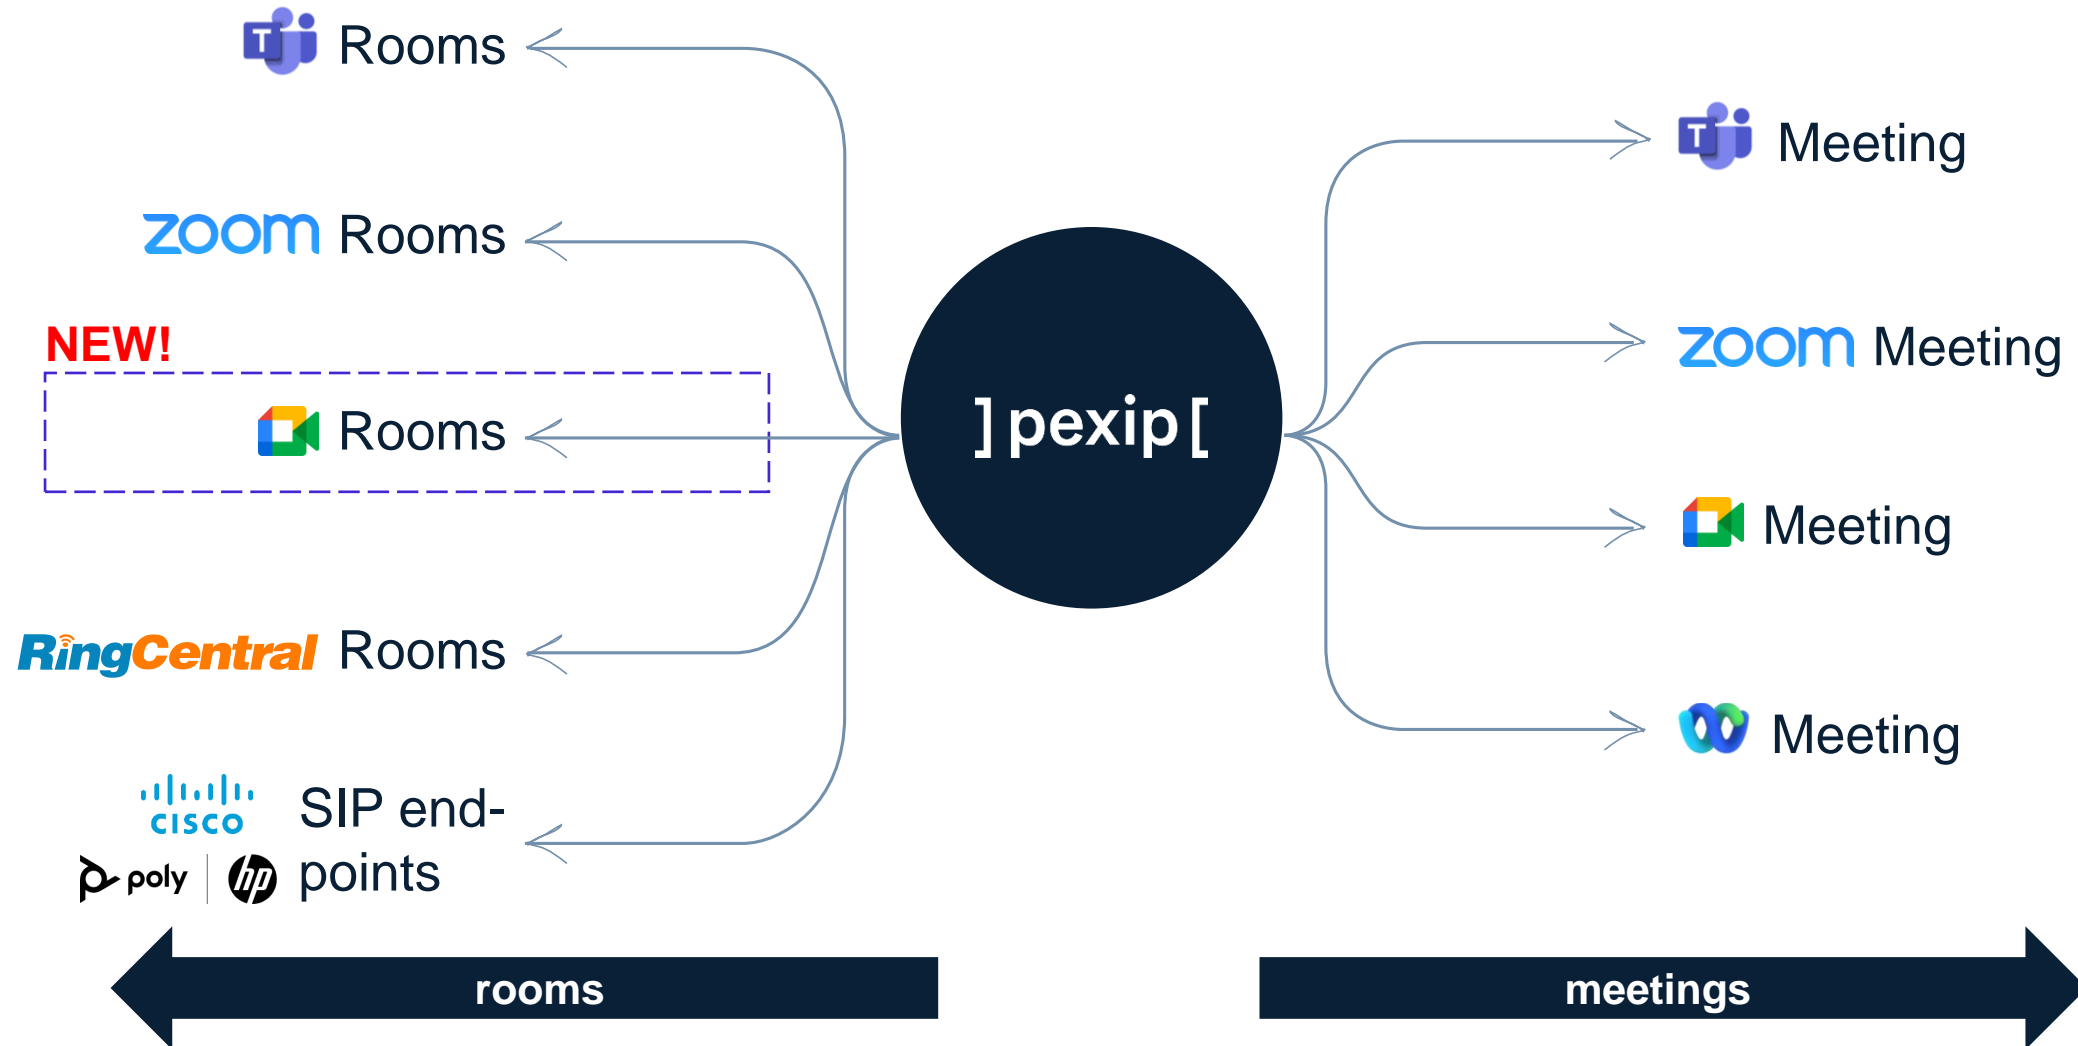 T Rooms
zoom Rooms
NEW!
Rooms
RingCentral Rooms
CISCO
SIP end-
points
poly
hp
]pexip[
T Meeting
zoom Meeting
Meeting
Meeting
rooms
meetings